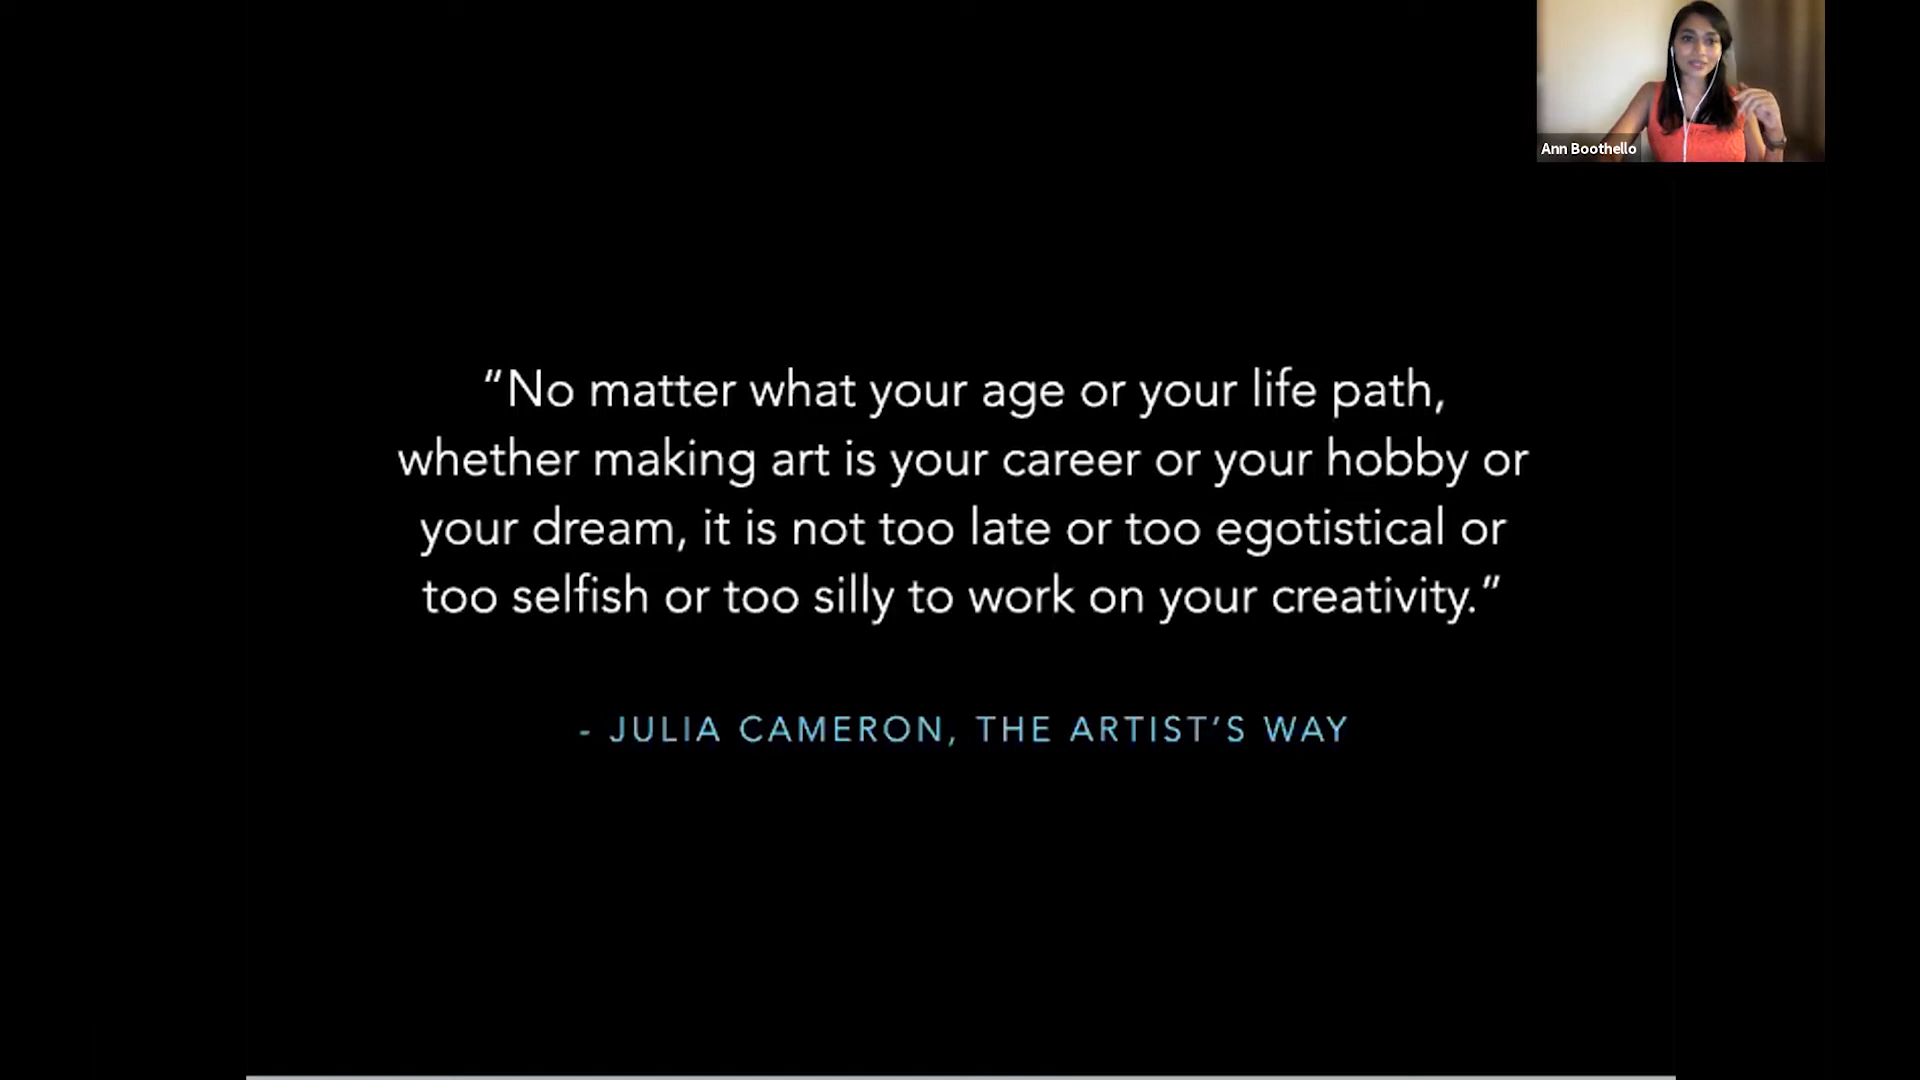 Ann Boothello
“No matter what your age or your life path,
whether making art is your career or your hobby or
your dream, it is not too late or too egotistical or
too selfish or too silly to work on your creativity.”
- JULIA CAMERON, THE ARTIST’S WAY